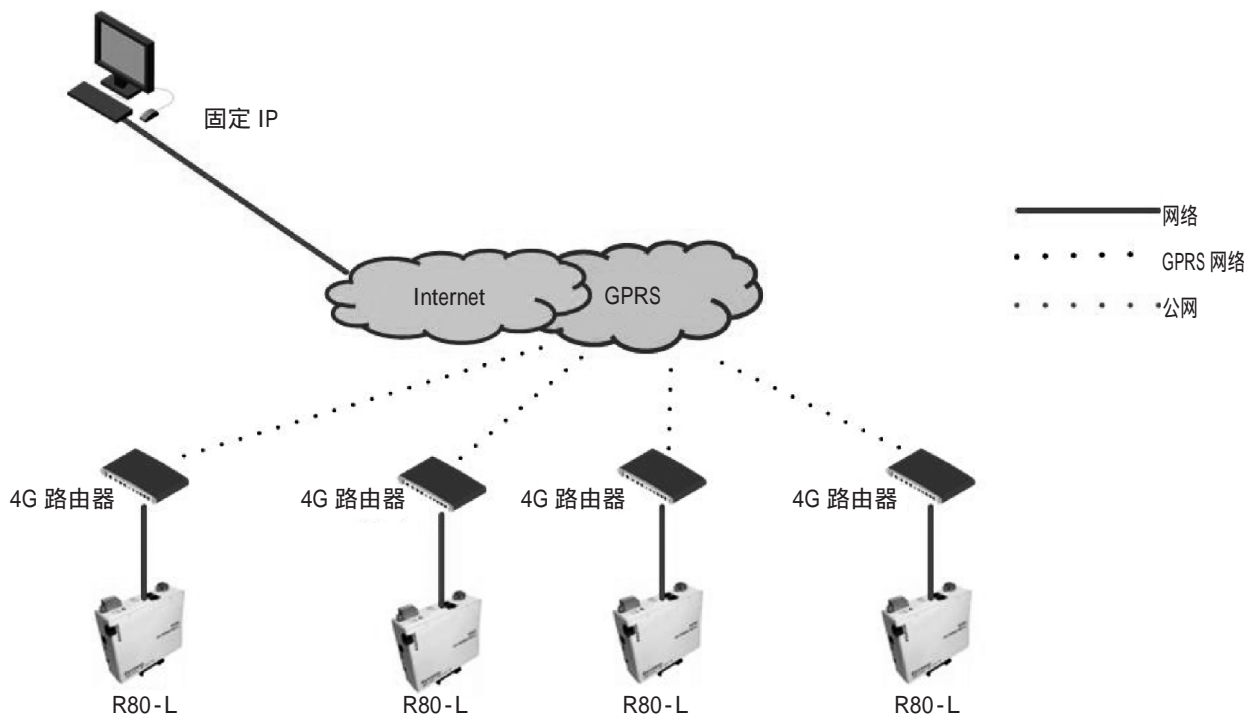 固定 IP
网络
GPRS 网络
公网
Internet
GPRS
4G 路由器
4G 路由器
4G 路由器
4G 路由器
R80-L
R80-L
R80-L
R80-L